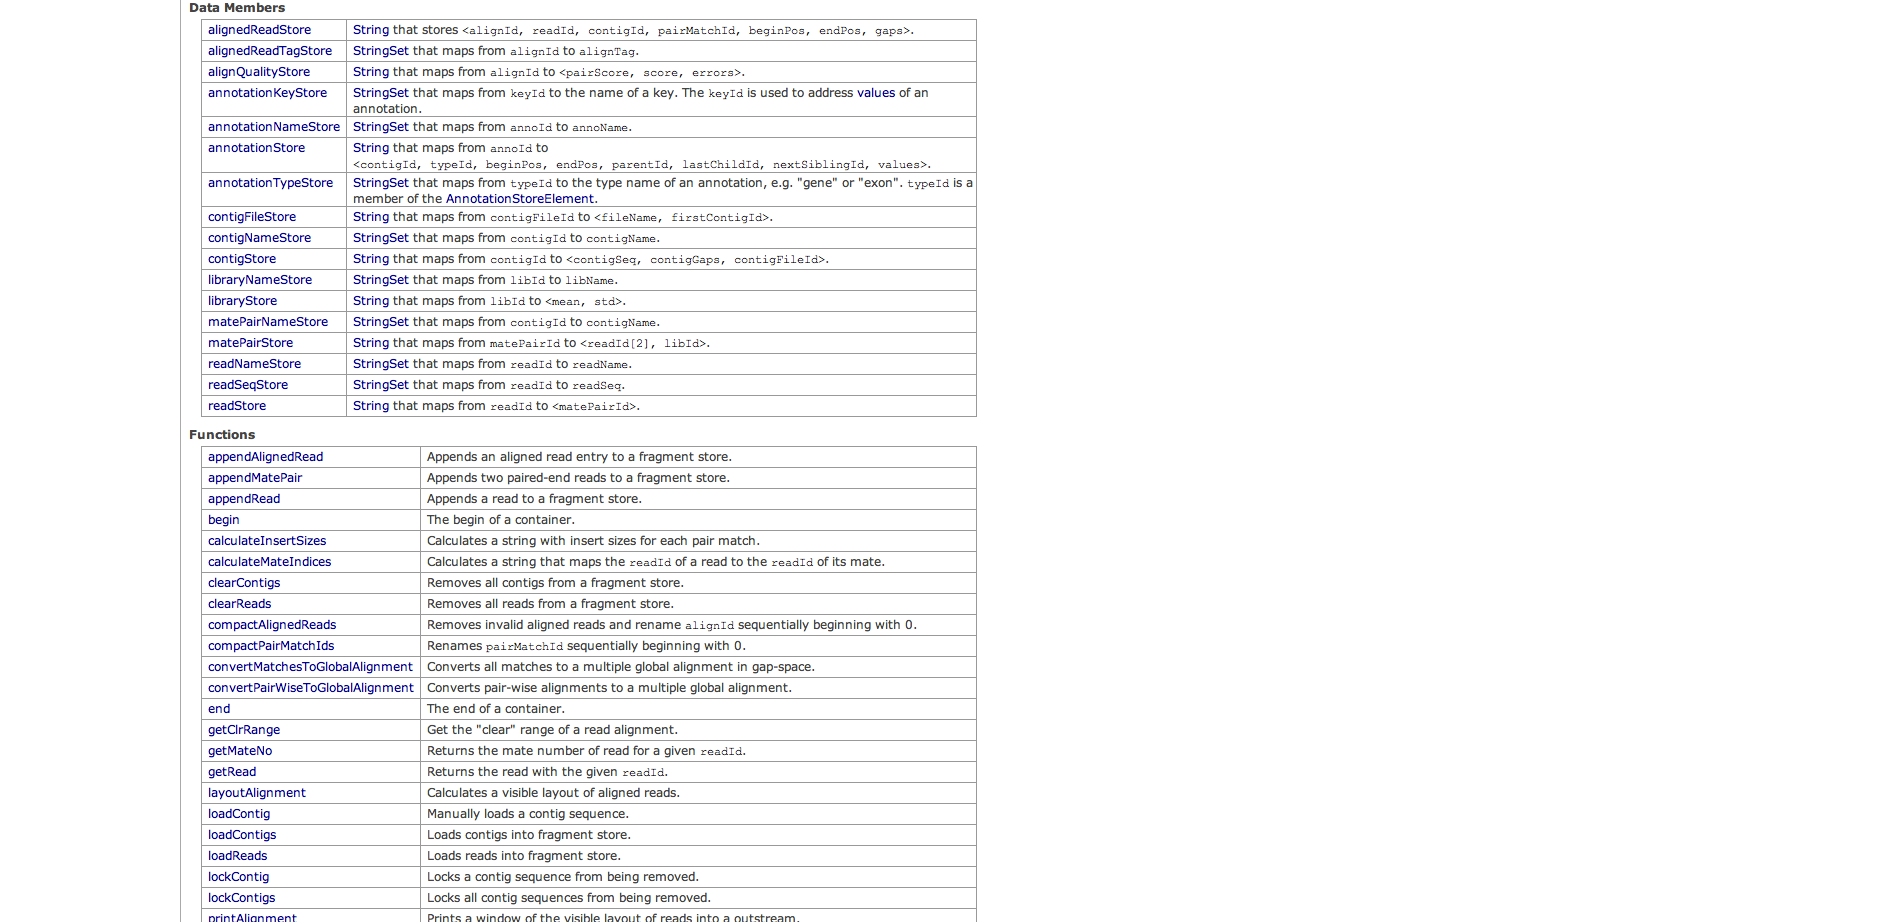 Data Members
alignedReadStore String that stores <alignId, readId, contigId, pairMatchId, beginPos, endPos, gaps>.
alignedReadTagStore StringSet that maps from alignId to alignTag.
alignQualityStore String that maps from alignId to <pairScore, score, errors>.
annotationKeyStore StringSet that maps from keyId to the name of a key. The keyId is used to address values of an
annotation.
annotationNameStore StringSet that maps from annoId to annoName.
annotationStore String that maps from annoId to
<contigId, typeId, beginPos, endPos, parentId, lastChildId, nextSiblingId, values>.
annotationTypeStore StringSet that maps from typeId to the type name of an annotation, e.g. "gene" or "exon". typeId is a
member of the AnnotationStoreElement.
contigFileStore String that maps from contigFileId to <fileName, firstContigId>.
contigNameStore StringSet that maps from contigId to contigName.
contigStore String that maps from contigId to <contigSeq, contigGaps, contigFileId>.
libraryNameStore StringSet that maps from libId to libName.
libraryStore String that maps from libId to <mean, std>.
matePairNameStore StringSet that maps from contigId to contigName.
matePairStore String that maps from matePairId to <readId[2], libId>.
readNameStore StringSet that maps from readId to readName.
readSeqStore StringSet that maps from readId to readSeq.
readStore String that maps from readId to <matePairId>.
Functions
appendAlignedRead Appends an aligned read entry to a fragment store.
appendMatePair Appends two paired-end reads to a fragment store.
appendRead Appends a read to a fragment store.
begin The begin of a container.
calculateInsertSizes Calculates a string with insert sizes for each pair match.
calculateMateIndices Calculates a string that maps the readId of a read to the readId of its mate.
clearContigs Removes all contigs from a fragment store.
clearReads Removes all reads from a fragment store.
compactAlignedReads Removes invalid aligned reads and rename alignId sequentially beginning with 0.
compactPairMatchIds Renames pairMatchId sequentially beginning with 0.
convertMatchesToGlobalAlignment Converts all matches to a multiple global alignment in gap-space.
convertPairWiseToGlobalAlignment Converts pair-wise alignments to a multiple global alignment.
end The end of a container.
getClrRange Get the "clear" range of a read alignment.
getMateNo Returns the mate number of read for a given readId.
getRead Returns the read with the given readId.
layoutAlignment Calculates a visible layout of aligned reads.
loadContig Manually loads a contig sequence.
loadContigs Loads contigs into fragment store.
loadReads Loads reads into fragment store.
lockContig Locks a contig sequence from being removed.
lockContigs Locks all contig sequences from being removed.
printAlignment Prints a window of the visible layout of reads into a outstream.